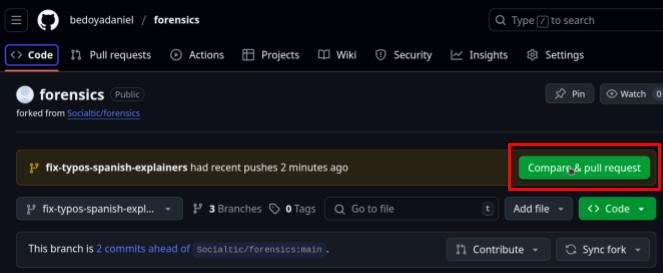 bedoyadaniel / forensics
Type / to search
<> Code
Pull requests
Actions
Projects
Wiki
Security
Insights
Settings
forensics
Public
Pin
Watch 0
forked from Socialtic/forensics
fix-typos-spanish-explainers had recent pushes 2 minutes ago
Compare & pull request
fix-typos-spanish-expl...
3 Branches
0 Tags
Go to file
t
Add file
<> Code
This branch is 2 commits ahead of Socialtic/forensics:main .
Contribute
Sync fork